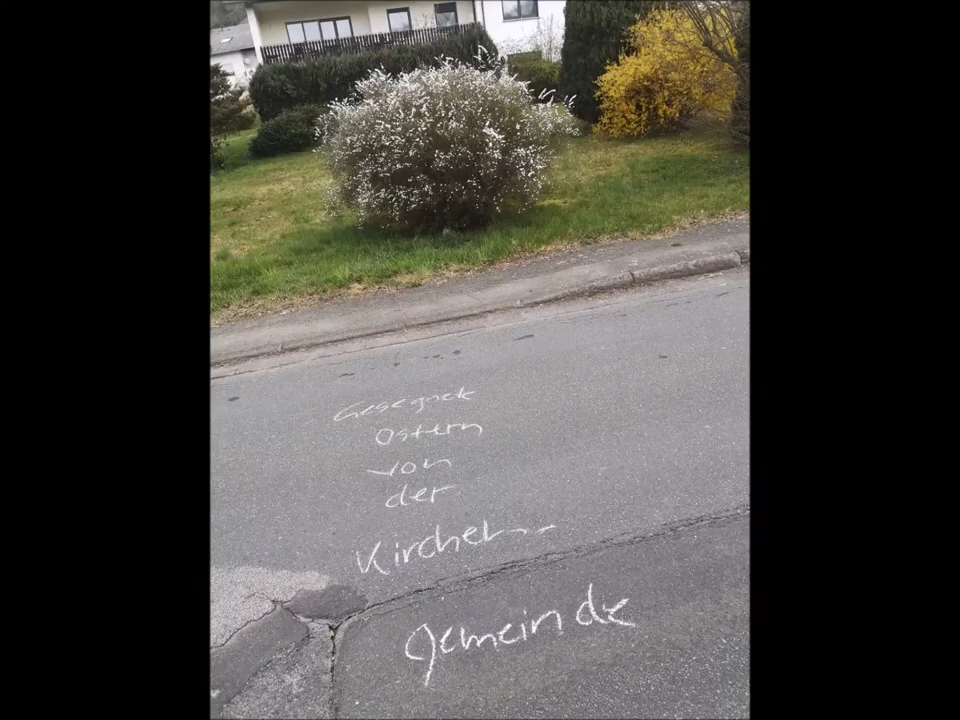 Gesegnete
Ostern
von
der
Kirchen-
gemeinde